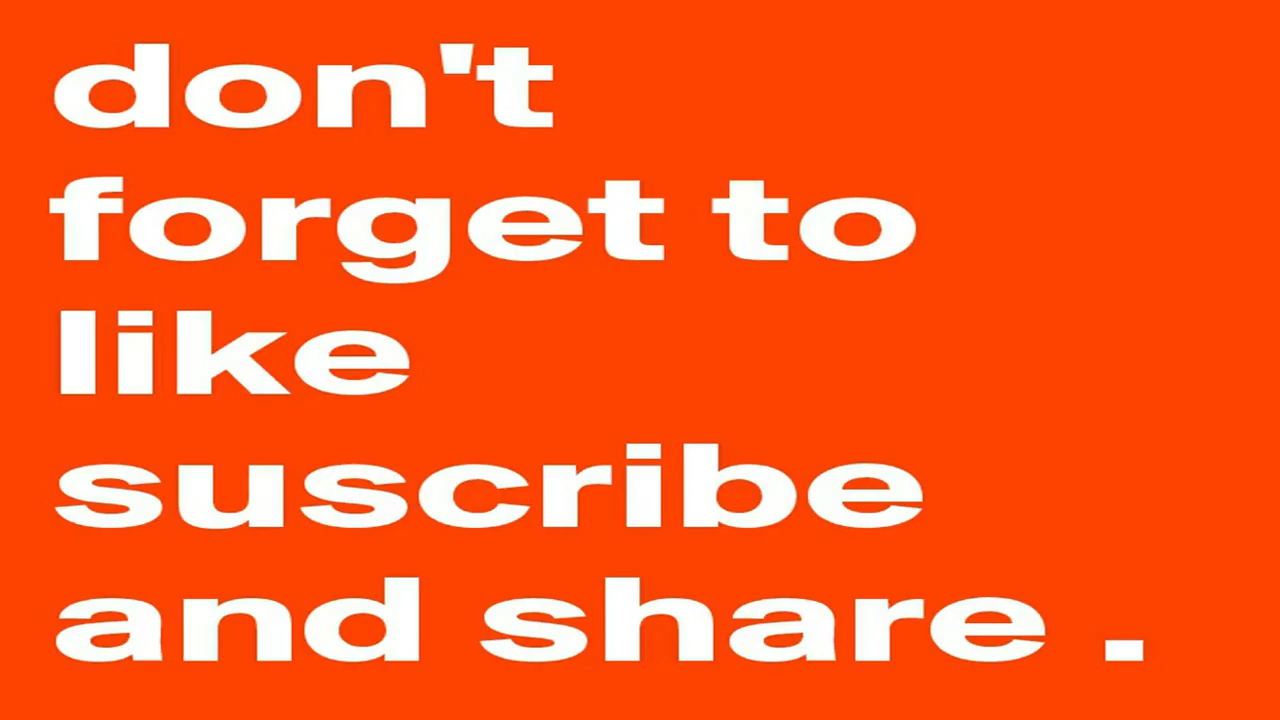 don't
forget to
like
suscribe
and share .